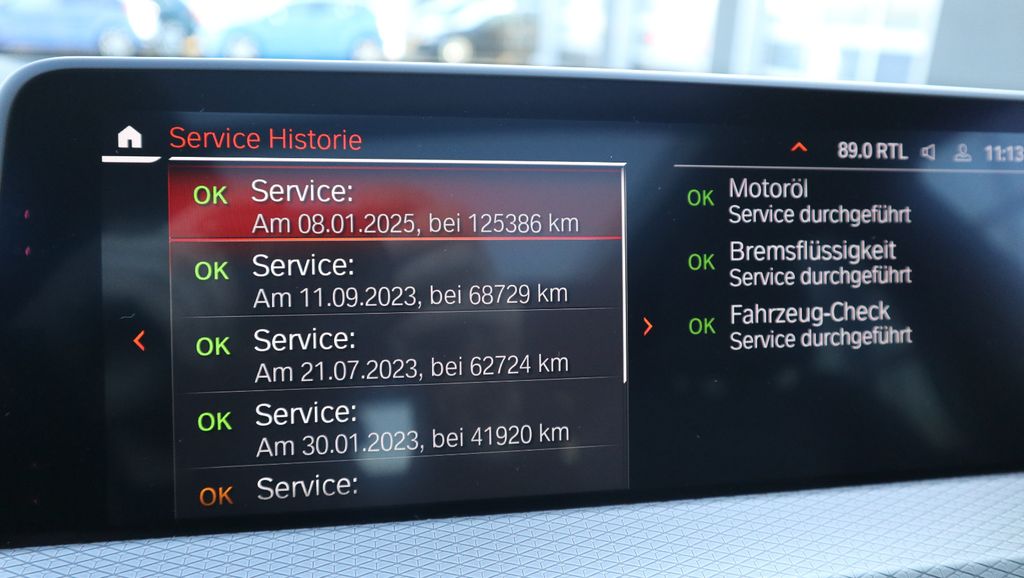 Service Historie
89.0 RTL
11:13
OK Service:
Am 08.01.2025, bei 125386 km
OK Service:
Am 11.09.2023, bei 68729 km
OK Service:
Am 21.07.2023, bei 62724 km
OK Service:
Am 30.01.2023, bei 41920 km
OK Service:
OK Motoröl
Service durchgeführt
OK Bremsflüssigkeit
Service durchgeführt
OK Fahrzeug-Check
Service durchgeführt